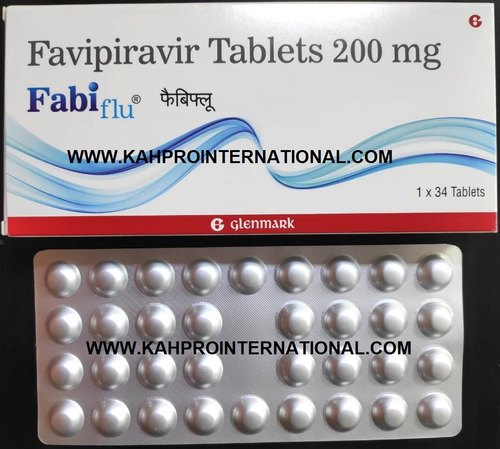 Favipiravir Tablets 200 mg
Fabiflu® फैबिफ्लू
WWW.KAHPROINTERNATIONAL.COM
1 x 34 Tablets
G glenmark
WWW.KAHPROINTERNATIONAL.COM